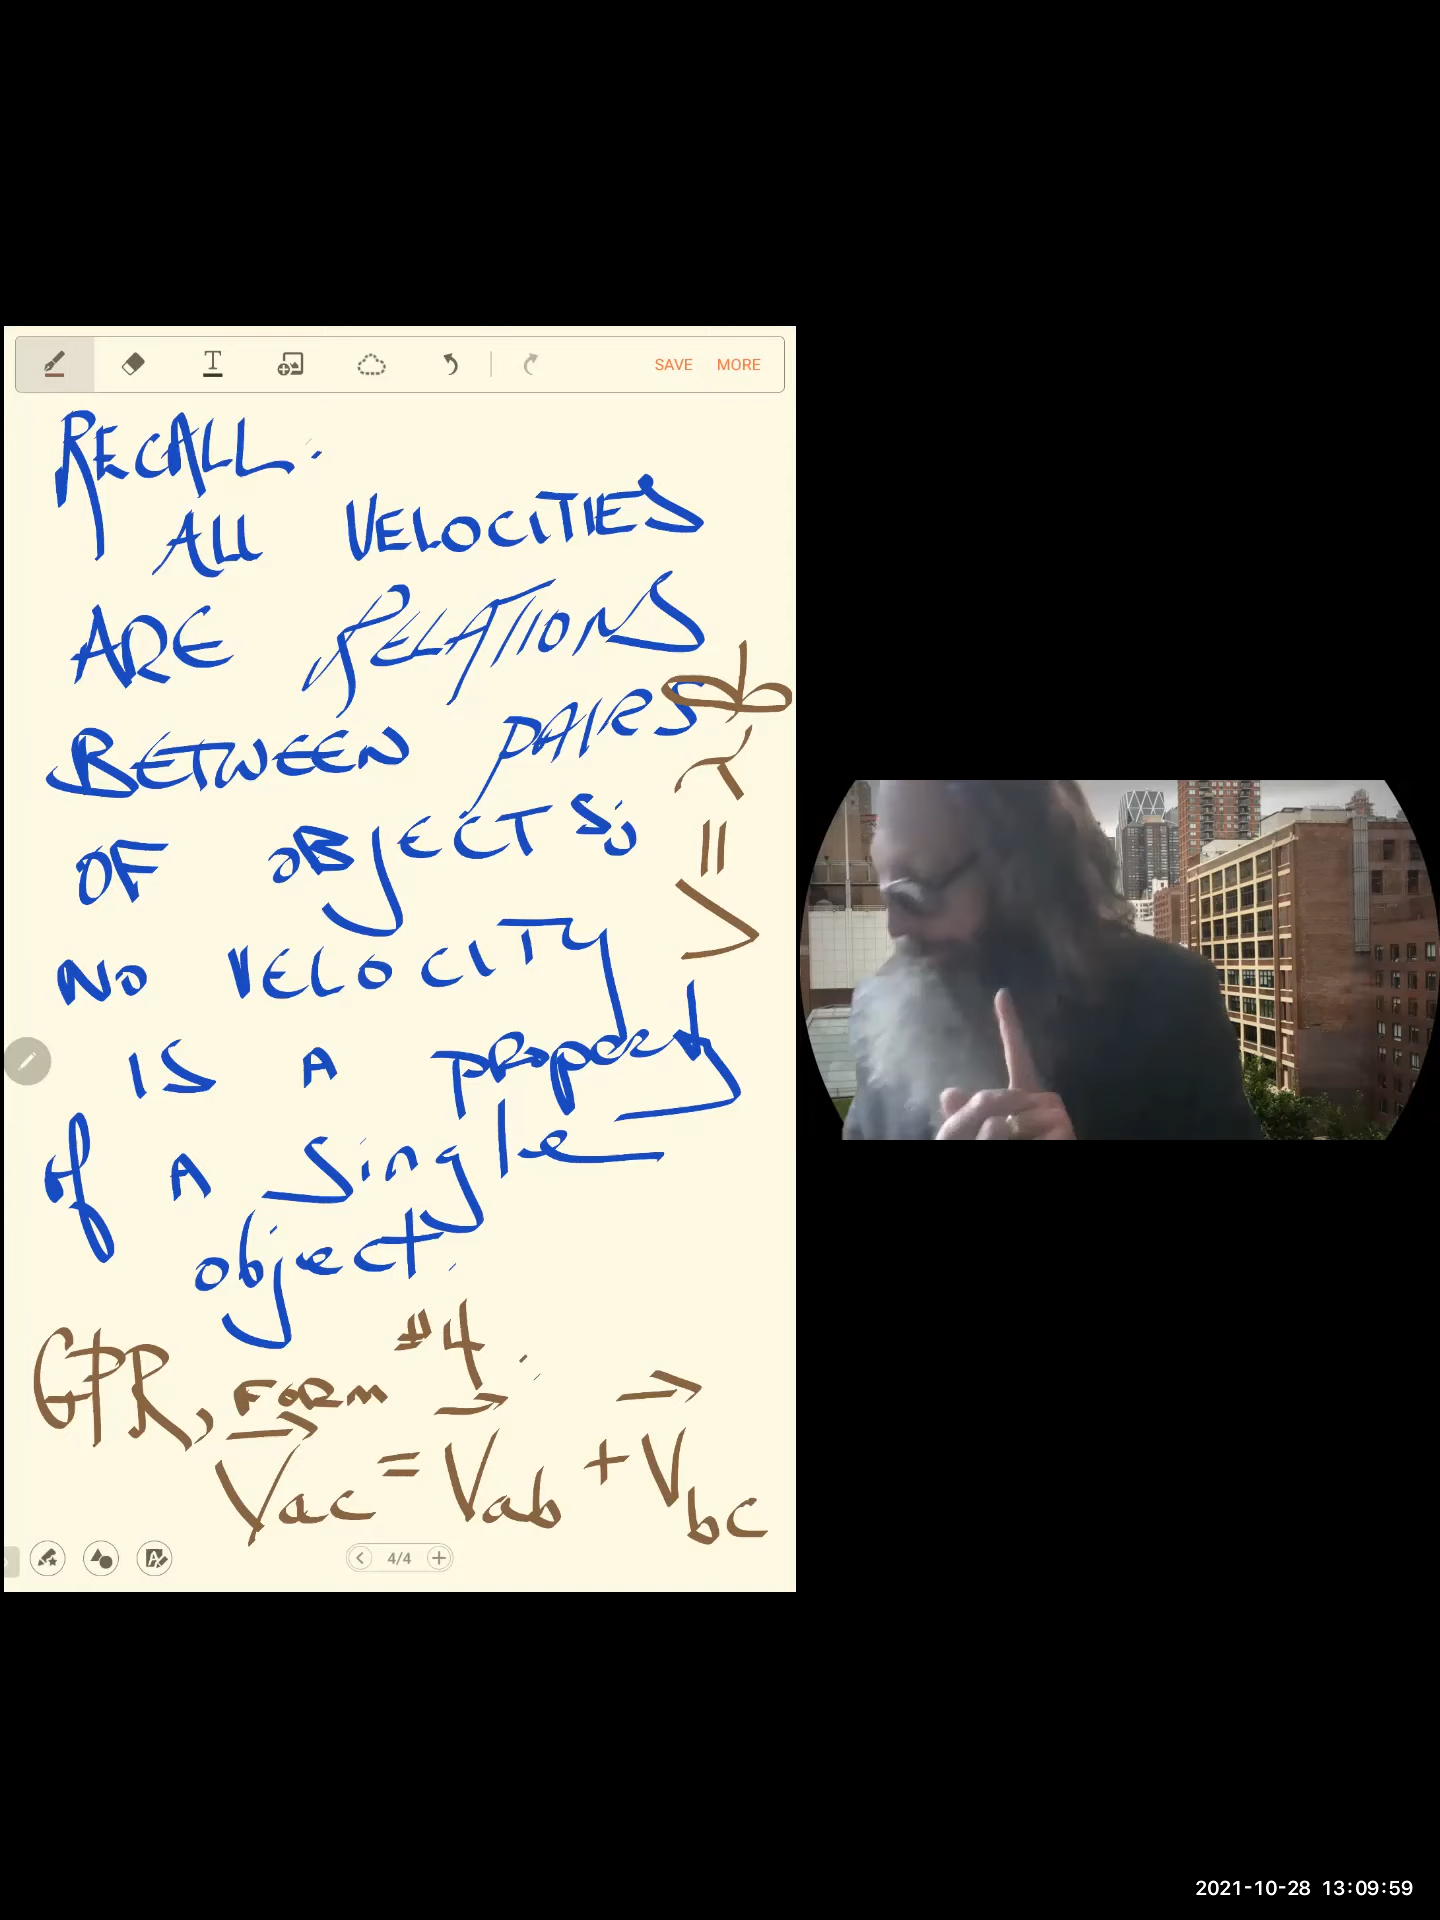 T
SAVE MORE
RECALL:
ALL VELOCITIES
ARE RELATIONS
BETWEEN PAIRS
OF OBJECTS;
NO VELOCITY
IS A property
of A Single
object.
GPR, FORM #4:
Vac = Vab + Vbc
4/4
2021-10-28 13:09:59